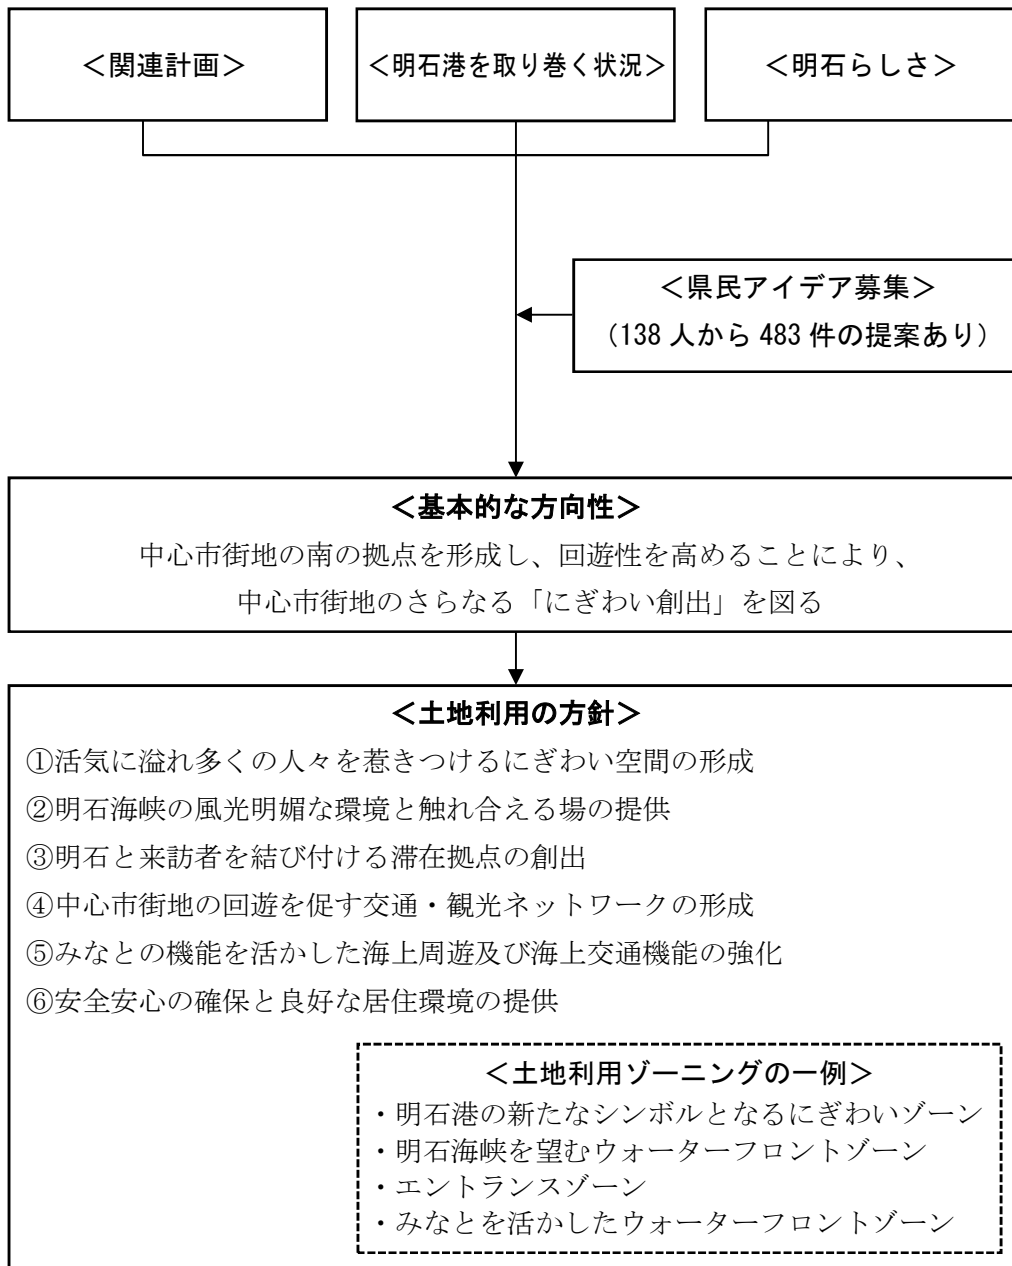 ＜関連計画＞
＜明石港を取り巻く状況＞
＜明石らしさ＞
＜県民アイデア募集＞
（138 人から 483 件の提案あり）
＜基本的な方向性＞
中心市街地の南の拠点を形成し、回遊性を高めることにより、
中心市街地のさらなる「にぎわい創出」を図る
＜土地利用の方針＞
①活気に溢れ多くの人々を惹きつけるにぎわい空間の形成
②明石海峡の風光明媚な環境と触れ合える場の提供
③明石と来訪者を結び付ける滞在拠点の創出
④中心市街地の回遊を促す交通・観光ネットワークの形成
⑤みなとの機能を活かした海上周遊及び海上交通機能の強化
⑥安全安心の確保と良好な居住環境の提供
＜土地利用ゾーニングの一例＞
・明石港の新たなシンボルとなるにぎわいゾーン
・明石海峡を望むウォーターフロントゾーン
・エントランスゾーン
・みなとを活かしたウォーターフロントゾーン